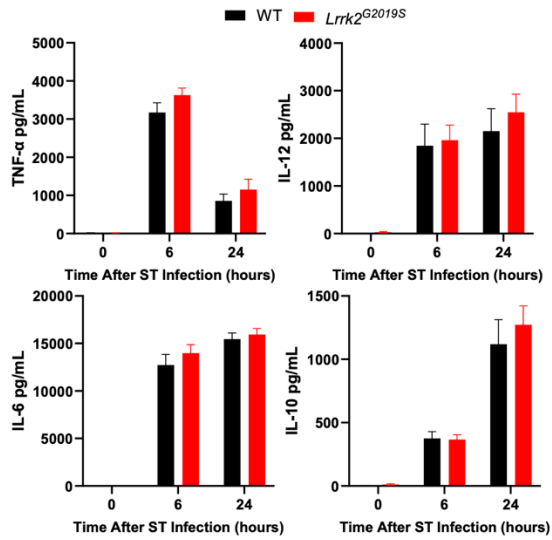 WT Lrrk2^G2019S
TNF-α pg/mL
5000
4000
3000
2000
1000
0
0 6 24
Time After ST Infection (hours)
IL-12 pg/mL
4000
3000
2000
1000
0
0 6 24
Time After ST Infection (hours)
IL-6 pg/mL
20000
15000
10000
5000
0
0 6 24
Time After ST Infection (hours)
IL-10 pg/mL
1500
1000
500
0
0 6 24
Time After ST Infection (hours)